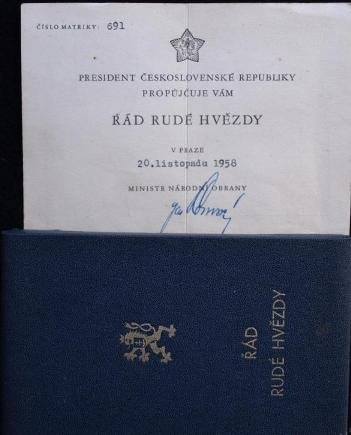 ČÍSLO MATRIKY: 691
PRESIDENT ČESKOSLOVENSKÉ REPUBLIKY
PROPŮJČUJE VÁM
ŘÁD RUDÉ HVĚZDY
V PRAZE
20.listopadu 1958
MINISTR NÁRODNÍ OBRANY
ŘÁD
RUDÉ HVĚZDY